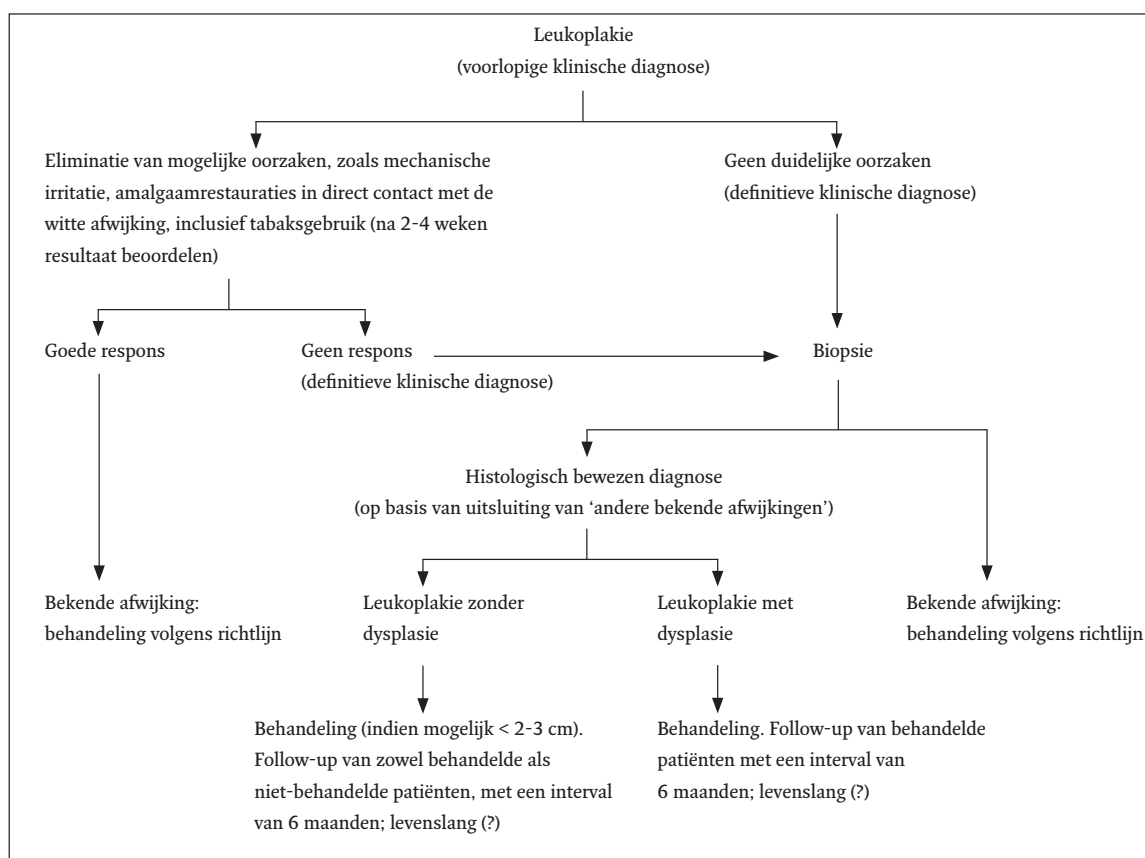 Leukoplakie
(voorlopige klinische diagnose)
Eliminatie van mogelijke oorzaken, zoals mechanische
irritatie, amalgaamrestauraties in direct contact met de
witte afwijking, inclusief tabaksgebruik (na 2-4 weken
resultaat beoordelen)
Geen duidelijke oorzaken
(definitieve klinische diagnose)
Goede respons
Geen respons
(definitieve klinische diagnose)
Biopsie
Histologisch bewezen diagnose
(op basis van uitsluiting van ‘andere bekende afwijkingen’)
Bekende afwijking:
behandeling volgens richtlijn
Leukoplakie zonder
dysplasie
Leukoplakie met
dysplasie
Bekende afwijking:
behandeling volgens richtlijn
Behandeling (indien mogelijk < 2-3 cm).
Follow-up van zowel behandelde als
niet-behandelde patiënten, met een interval
van 6 maanden; levenslang (?)
Behandeling. Follow-up van behandelde
patiënten met een interval van
6 maanden; levenslang (?)